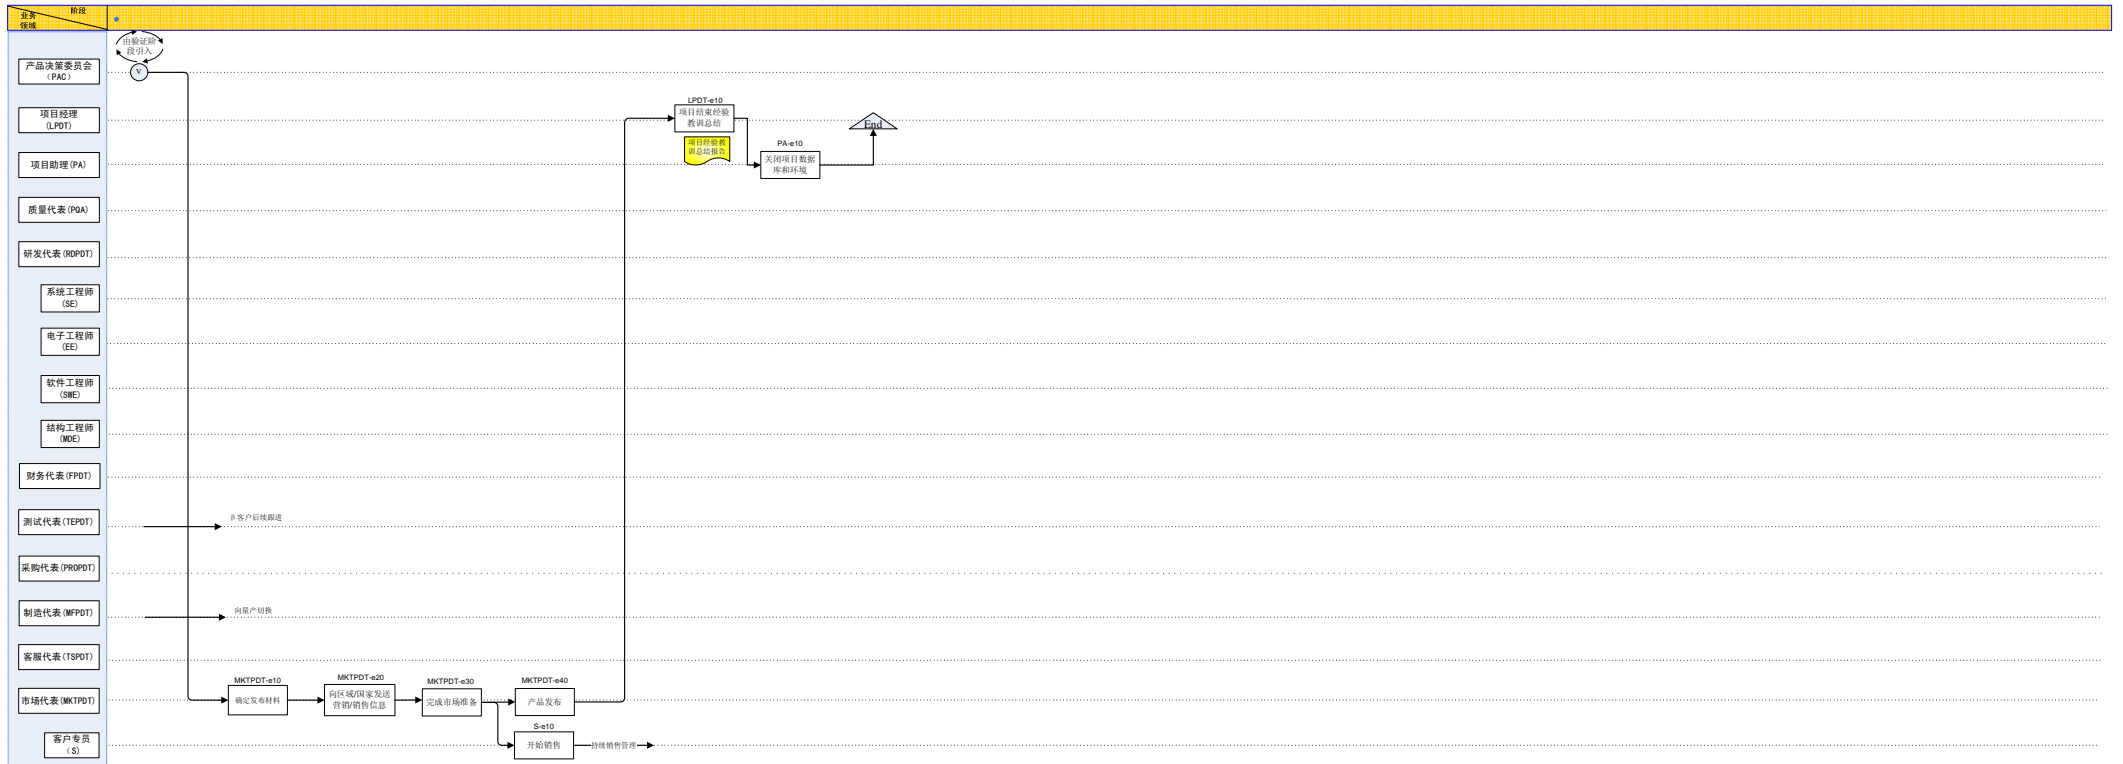 阶段
业务
领域
由验证阶
段引入
产品决策委员会
（PAC）
V
LPDT-e10
项目经理
(LPDT)
项目结束经验
教训总结
End
项目经验教
训总结报告
PA-e10
项目助理(PA)
关闭项目数据
库和环境
质量代表(PQA)
研发代表(RDPDT)
系统工程师
(SE)
电子工程师
(EE)
软件工程师
(SWE)
结构工程师
(MDE)
财务代表(FPDT)
测试代表(TEPDT)
β客户后续跟进
采购代表(PROPDT)
制造代表(MFPDT)
向量产切换
客服代表(TSPDT)
MKTPDT-e10
MKTPDT-e20
MKTPDT-e30
MKTPDT-e40
市场代表(MKTPDT)
确定发布材料
向区域/国家发送
营销/销售信息
完成市场准备
产品发布
S-e10
客户专员
（S）
开始销售
持续销售管理